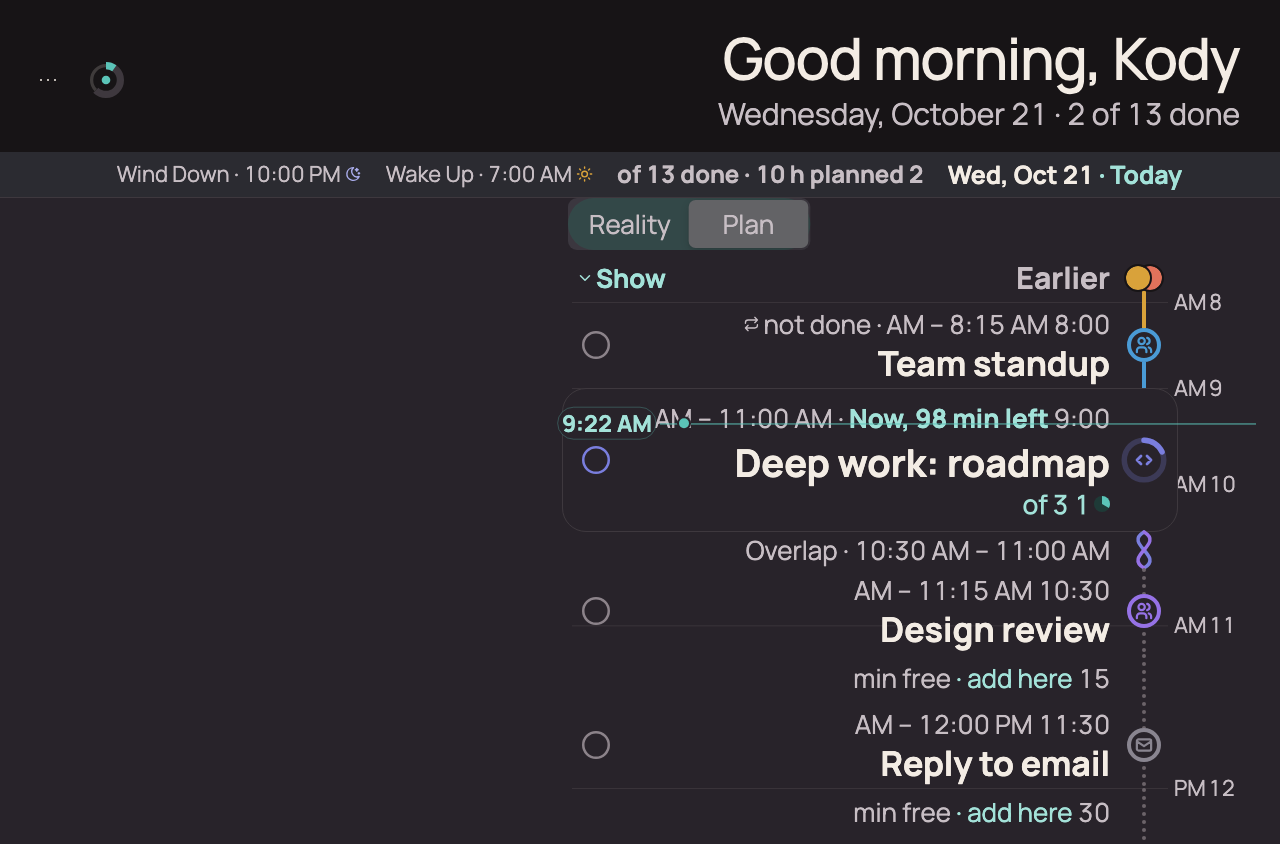 Good morning, Kody
Wednesday, October 21 · 2 of 13 done
Wind Down · 10:00 PM Wake Up · 7:00 AM of 13 done · 10 h planned 2 Wed, Oct 21 · Today
Reality Plan
Show Earlier
AM 8
not done · AM – 8:15 AM 8:00
Team standup
AM 9
AM – 11:00 AM · Now, 98 min left 9:00
9:22 AM
Deep work: roadmap
AM 10
of 3 1
Overlap · 10:30 AM – 11:00 AM
AM – 11:15 AM 10:30
Design review
AM 11
min free · add here 15
AM – 12:00 PM 11:30
Reply to email
PM 12
min free · add here 30